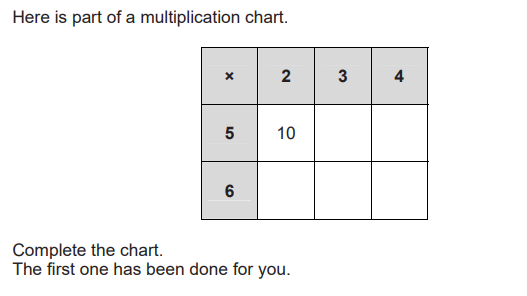 Here is part of a multiplication chart.
× 2 3 4
5 10
6
Complete the chart.
The first one has been done for you.